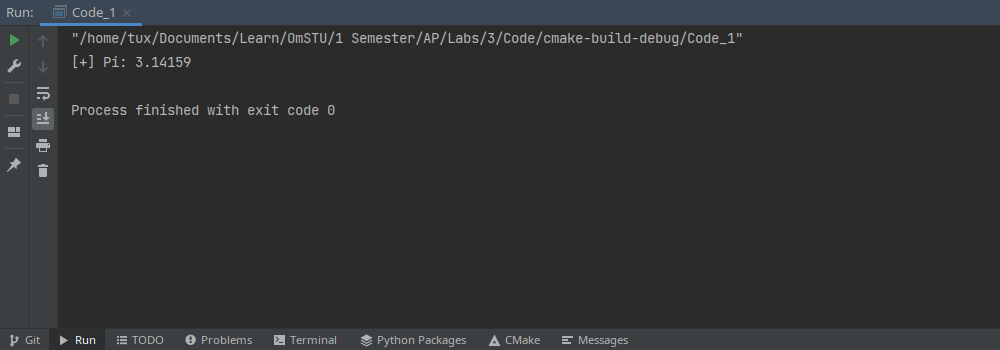 Run: Code_1
"/home/tux/Documents/Learn/OmSTU/1 Semester/AP/Labs/3/Code/cmake-build-debug/Code_1"
[+] Pi: 3.14159
Process finished with exit code 0
Git Run TODO Problems Terminal Python Packages CMake Messages